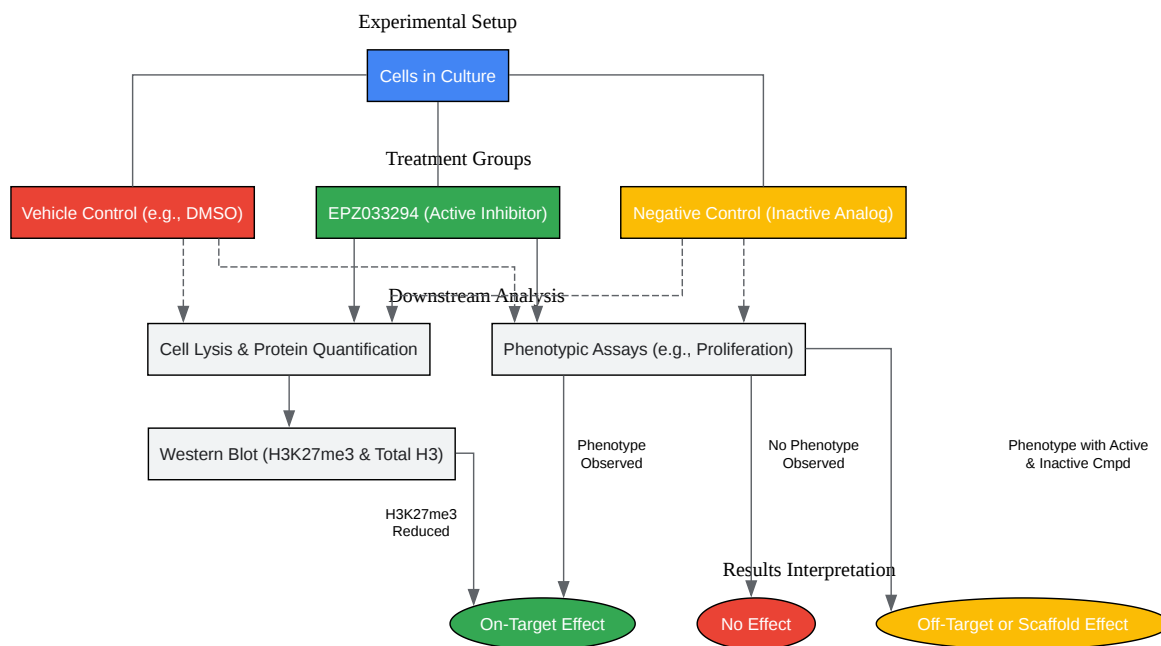 Experimental Setup
Cells in Culture
Treatment Groups
Vehicle Control (e.g., DMSO)
EPZ033294 (Active Inhibitor)
Negative Control (Inactive Analog)
Downstream Analysis
Cell Lysis & Protein Quantification
Phenotypic Assays (e.g., Proliferation)
Western Blot (H3K27me3 & Total H3)
Phenotype
Observed
No Phenotype
Observed
Phenotype with Active
& Inactive Cmpd
H3K27me3
Reduced
Results Interpretation
On-Target Effect
No Effect
Off-Target or Scaffold Effect